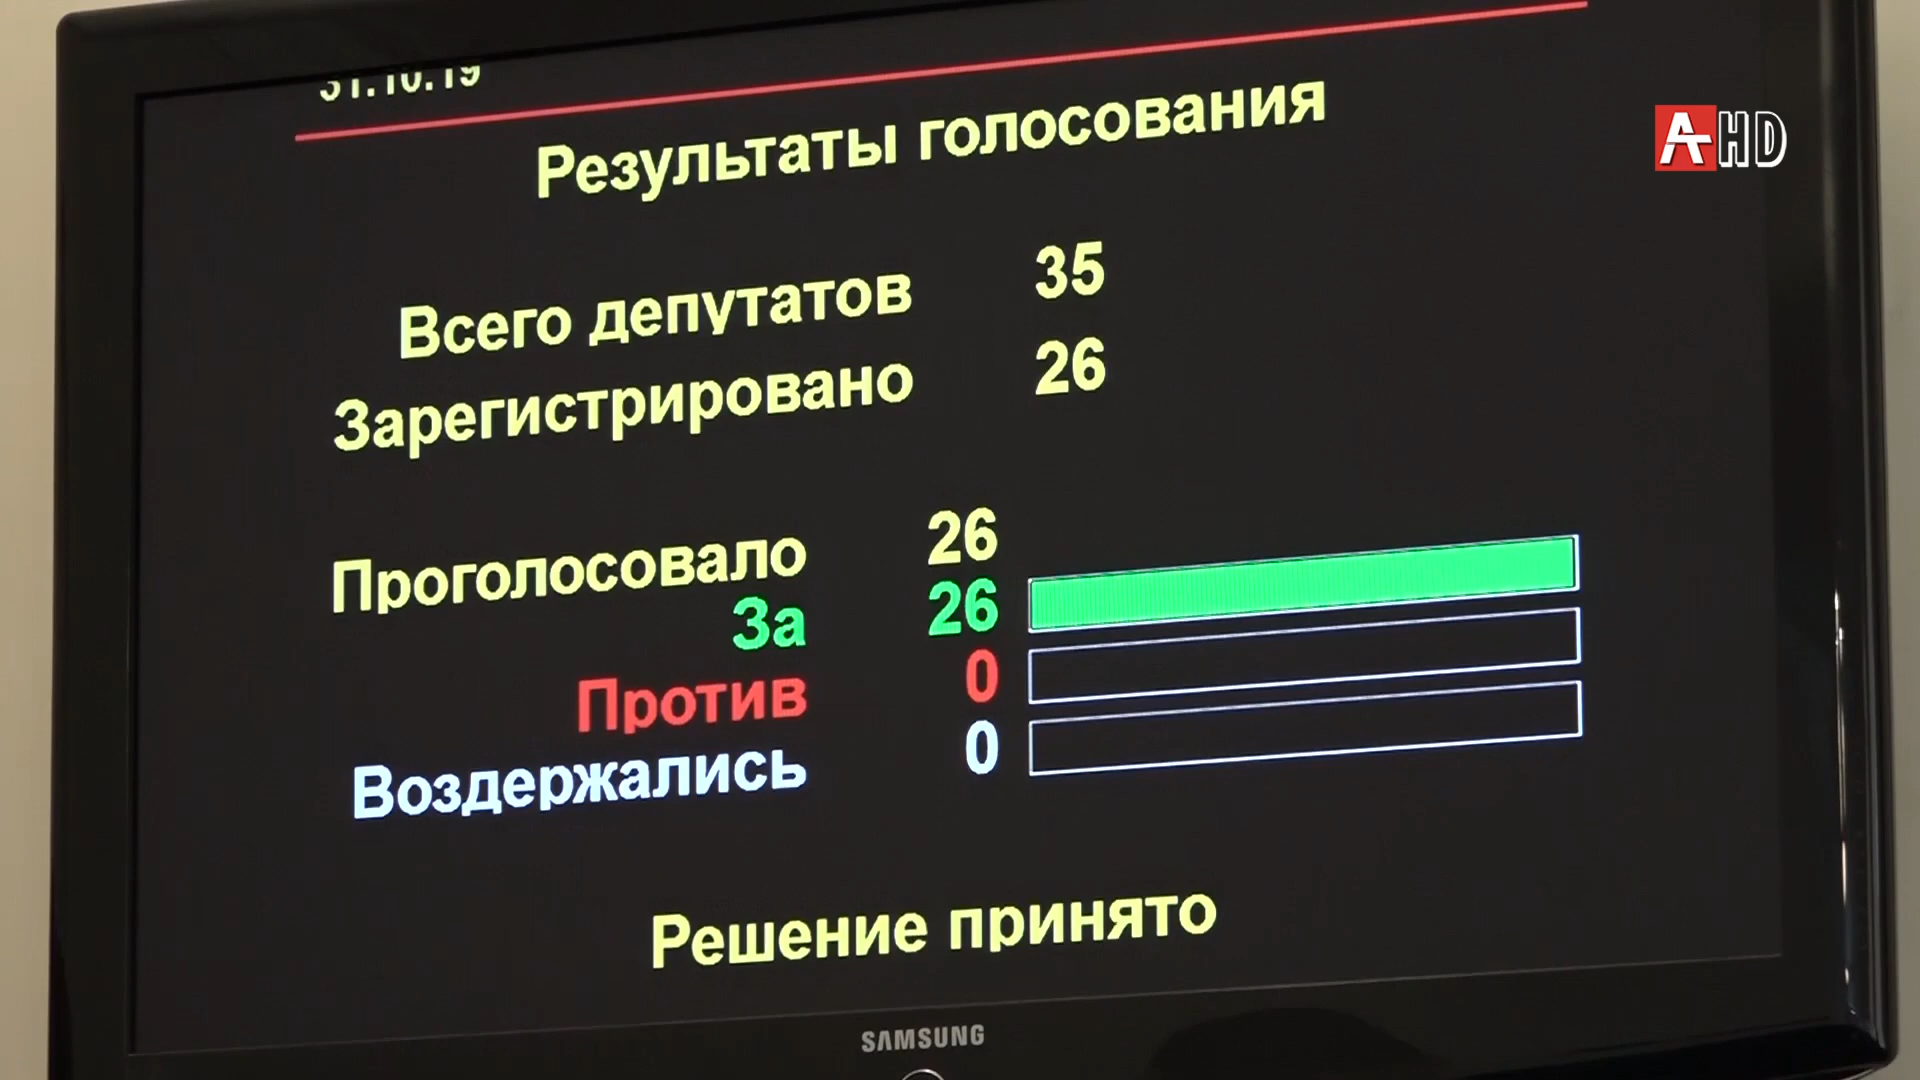 31.10.19
Результаты голосования
Всего депутатов 35
Зарегистрировано 26
Проголосовало 26
За 26
Против 0
Воздержались 0
Решение принято
SAMSUNG
A HD